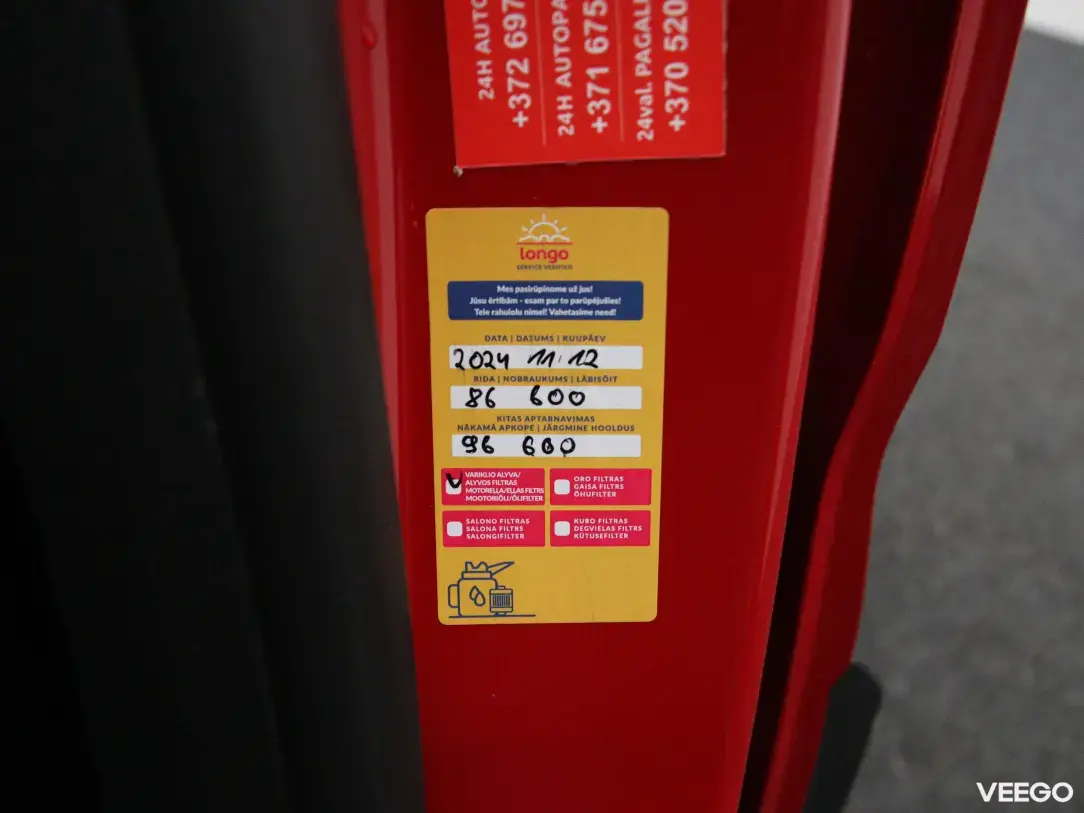 24H AUTO
+372 697
24H AUTOPA
+371 675
24val. PAGAL
+370 520
longo
SERVICE VERIFIED
Mes pasirūpinome už jus!
Jūsu ērtībām - esam par to parūpējušies!
Teie rahulolu nimel! Vahetasime need!
DATA | DATUMS | KUUPÄEV
2024 11 12
RIDA | NOBRAUKUMS | LÄBISÕIT
86 600
KITAS APTARNAVIMAS
NĀKAMĀ APKOPE | JÄRGMINE HOOLDUS
96 600
VARIKLIO ALYVA/
ALYVOS FILTRAS
MOTOREĻĻA/EĻĻAS FILTRS
MOOTORIÕLI/ÕLIFILTER
ORO FILTRAS
GAISA FILTRS
ÕHUFILTER
SALONO FILTRAS
SALONA FILTRS
SALONGIFILTER
KURO FILTRAS
DEGVIELAS FILTRS
KÜTUSEFILTER
VEEGO